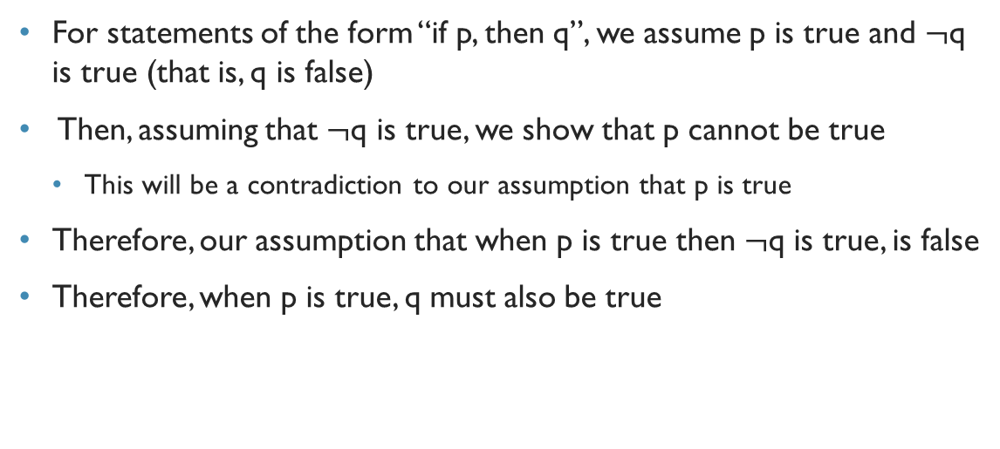 • For statements of the form “if p, then q”, we assume p is true and ¬q
is true (that is, q is false)
• Then, assuming that ¬q is true, we show that p cannot be true
• This will be a contradiction to our assumption that p is true
• Therefore, our assumption that when p is true then ¬q is true, is false
• Therefore, when p is true, q must also be true